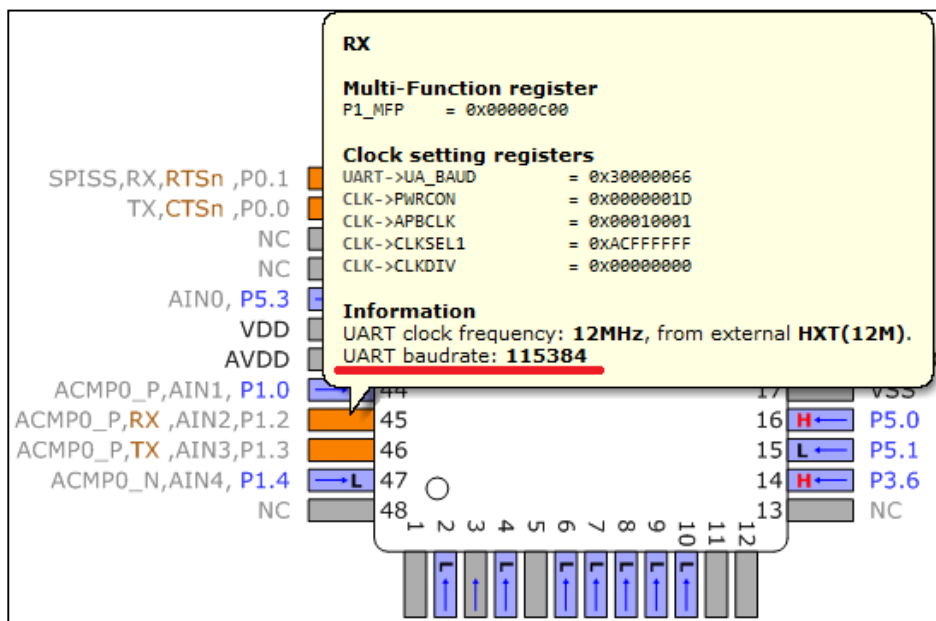 RX
Multi-Function register
P1_MFP = 0x00000c00
Clock setting registers
UART->UA_BAUD = 0x30000066
CLK->PWRCON = 0x0000001D
CLK->APBCLK = 0x00010001
CLK->CLKSEL1 = 0xACFFFFFF
CLK->CLKDIV = 0x00000000
Information
UART clock frequency: 12MHz, from external HXT(12M).
UART baudrate: 115384
SPISS,RX,RTSn ,P0.1
TX,CTSn ,P0.0
NC
NC
AIN0, P5.3
VDD
AVDD
ACMP0_P,AIN1, P1.0 44 17 VSS
ACMP0_P,RX ,AIN2,P1.2 45 16 H P5.0
ACMP0_P,TX ,AIN3,P1.3 46 15 L P5.1
ACMP0_N,AIN4, P1.4 L 47 14 H P3.6
NC 48 13 NC
1 2 3 4 5 6 7 8 9 10 11 12
L L L L L L L